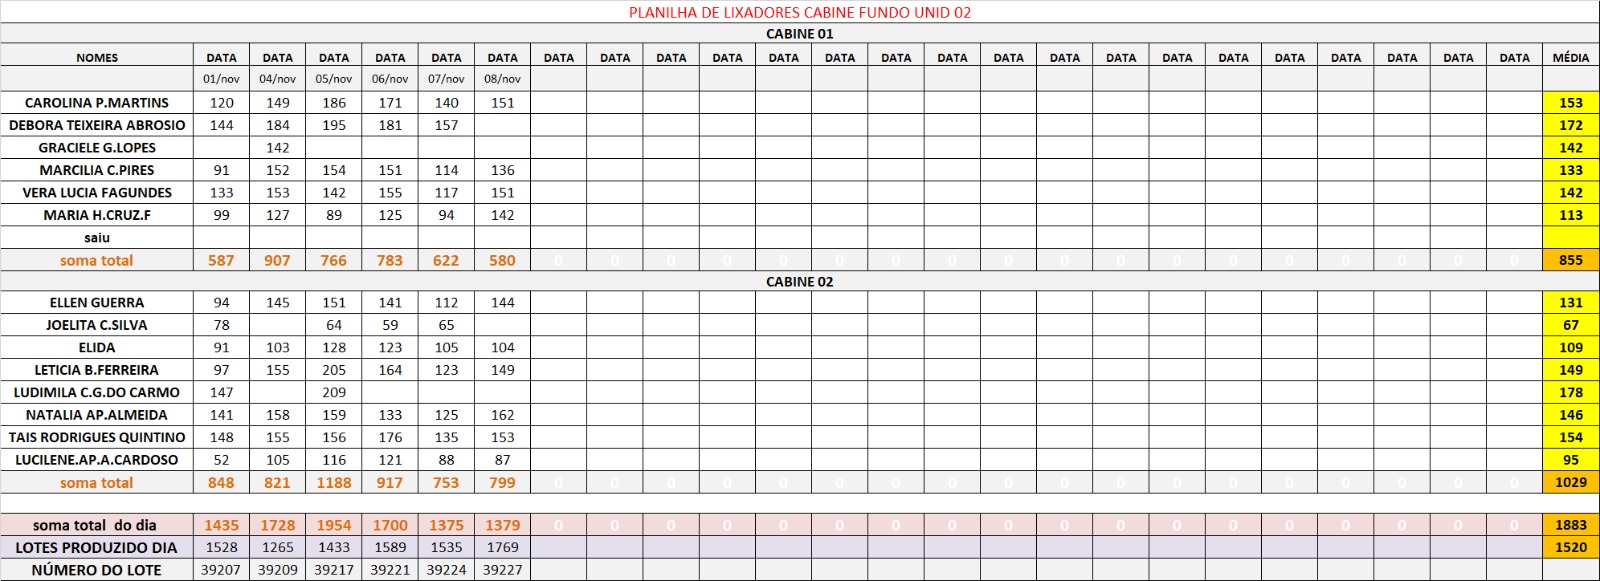 PLANILHA DE LIXADORES CABINE FUNDO UNID 02
CABINE 01
NOMES DATA DATA DATA DATA DATA DATA DATA DATA DATA DATA DATA DATA DATA DATA DATA DATA DATA DATA DATA DATA DATA DATA DATA DATA MÉDIA
01/nov 04/nov 05/nov 06/nov 07/nov 08/nov
CAROLINA P.MARTINS 120 149 186 171 140 151 153
DEBORA TEIXEIRA ABROSIO 144 184 195 181 157 172
GRACIELE G.LOPES 142 142
MARCILIA C.PIRES 91 152 154 151 114 136 133
VERA LUCIA FAGUNDES 133 153 142 155 117 151 142
MARIA H.CRUZ.F 99 127 89 125 94 142 113
saiu
soma total 587 907 766 783 622 580 0 0 0 0 0 0 0 0 0 0 0 0 0 0 0 0 0 0 855
CABINE 02
ELLEN GUERRA 94 145 151 141 112 144 131
JOELITA C.SILVA 78 64 59 65 67
ELIDA 91 103 128 123 105 104 109
LETICIA B.FERREIRA 97 155 205 164 123 149 149
LUDIMILA C.G.DO CARMO 147 209 178
NATALIA AP.ALMEIDA 141 158 159 133 125 162 146
TAIS RODRIGUES QUINTINO 148 155 156 176 135 153 154
LUCILENE.AP.A.CARDOSO 52 105 116 121 88 87 95
soma total 848 821 1188 917 753 799 0 0 0 0 0 0 0 0 0 0 0 0 0 0 0 0 0 0 1029
soma total do dia 1435 1728 1954 1700 1375 1379 0 0 0 0 0 0 0 0 0 0 0 0 0 0 0 0 0 0 1883
LOTES PRODUZIDO DIA 1528 1265 1433 1589 1535 1769 1520
NÚMERO DO LOTE 39207 39209 39217 39221 39224 39227